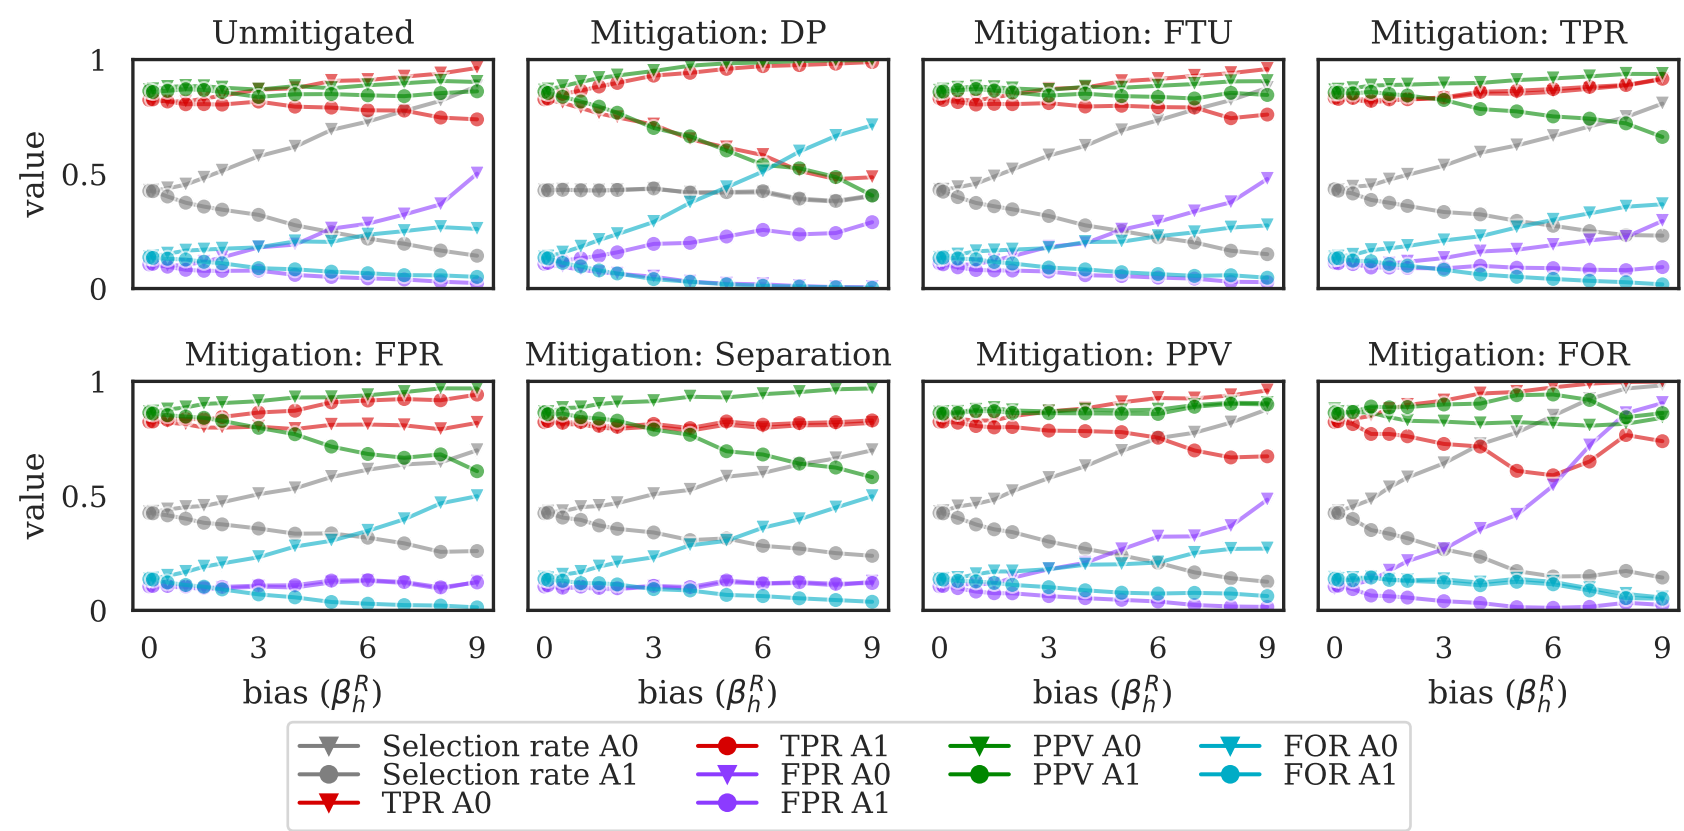 Unmitigated Mitigation: DP Mitigation: FTU Mitigation: TPR
1
0.5
0
value
Mitigation: FPR Mitigation: Separation Mitigation: PPV Mitigation: FOR
1
0.5
0
value
0 3 6 9 0 3 6 9 0 3 6 9 0 3 6 9
bias (β_h^R) bias (β_h^R) bias (β_h^R) bias (β_h^R)
Selection rate A0 TPR A1 PPV A0 FOR A0
Selection rate A1 FPR A0 PPV A1 FOR A1
TPR A0 FPR A1